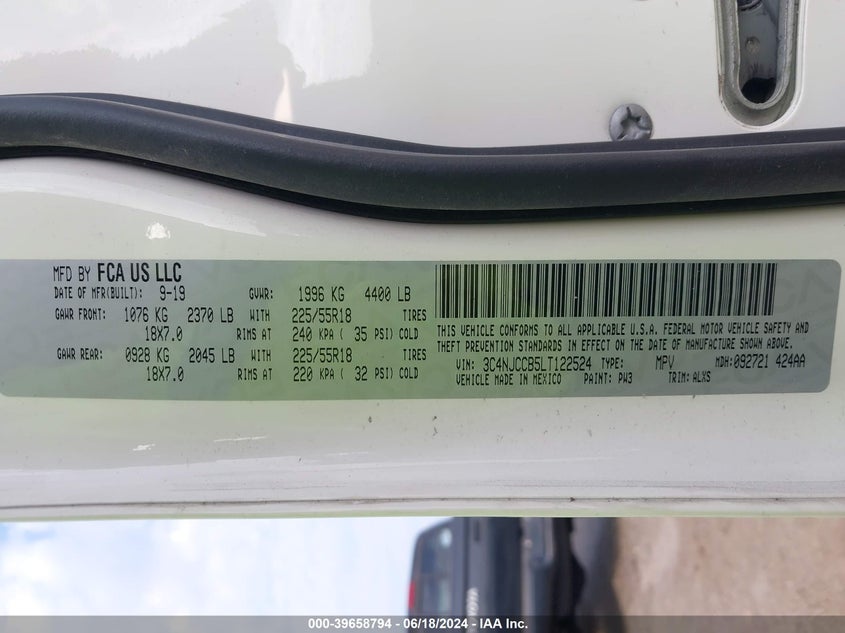 MFD BY FCA US LLC
DATE OF MFR(BUILT): 9-19 GVWR: 1996 KG 4400 LB
GAWR FRONT: 1076 KG 2370 LB WITH 225/55R18 TIRES
18X7.0 RIMS AT 240 KPA ( 35 PSI) COLD
GAWR REAR: 0928 KG 2045 LB WITH 225/55R18 TIRES
18X7.0 RIMS AT 220 KPA ( 32 PSI) COLD
THIS VEHICLE CONFORMS TO ALL APPLICABLE U.S.A. FEDERAL MOTOR VEHICLE SAFETY AND
THEFT PREVENTION STANDARDS IN EFFECT ON THE DATE OF MANUFACTURE SHOWN ABOVE.
VIN: 3C4NJCCB5LT122524 TYPE: MPV MDH:092721 424AA
VEHICLE MADE IN MEXICO PAINT: PW3 TRIM: ALXS
000-39658794 - 06/18/2024 - IAA Inc.